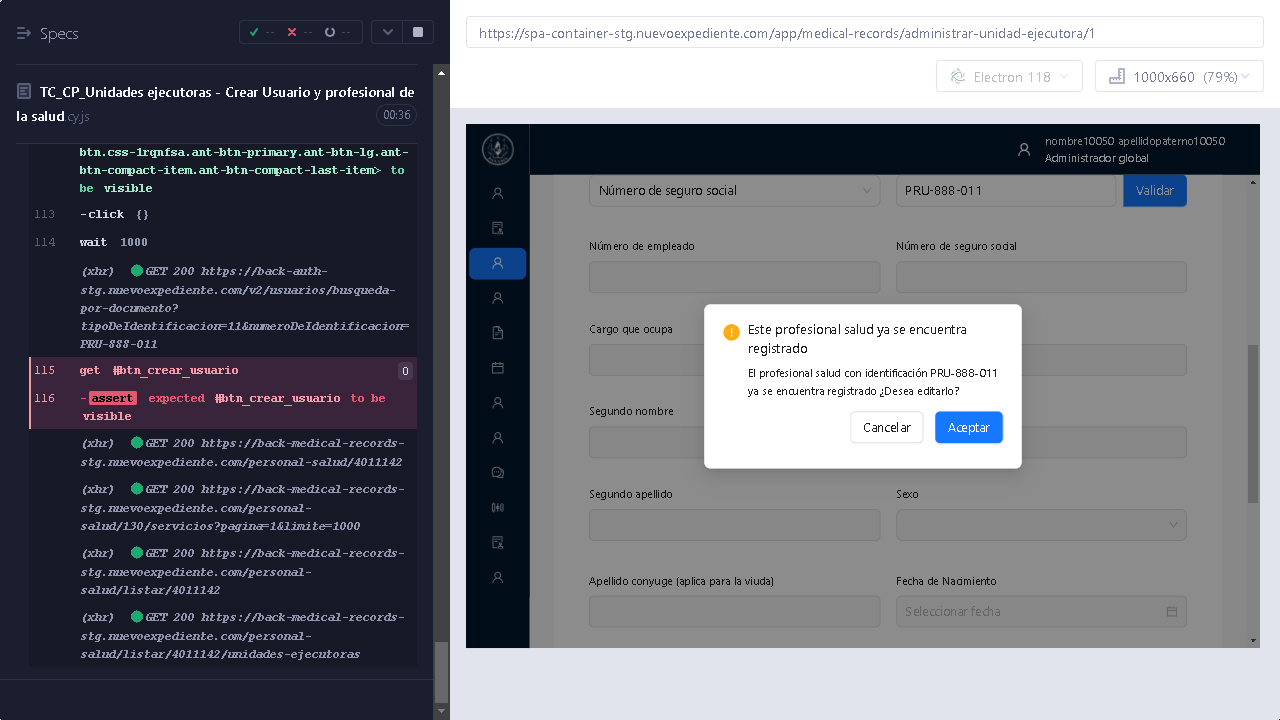 Specs
--
--
--
TC_CP_Unidades ejecutoras - Crear Usuario y profesional de
la salud.cy.js
00:36
btn.css-1rqnfsa.ant-btn-primary.ant-btn-lg.ant-
btn-compact-item.ant-btn-compact-last-item> to
be visible
113 -click {}
114 wait 1000
(xhr) GET 200 https://back-auth-
stg.nuevoexpediente.com/v2/usuarios/busqueda-
por-documento?
tipoDeIdentificacion=11&numeroDeIdentificacion=
PRU-888-011
115 get #btn_crear_usuario 0
116 -assert expected #btn_crear_usuario to be
visible
(xhr) GET 200 https://back-medical-records-
stg.nuevoexpediente.com/personal-salud/4011142
(xhr) GET 200 https://back-medical-records-
stg.nuevoexpediente.com/personal-
salud/130/servicios?pagina=1&limite=1000
(xhr) GET 200 https://back-medical-records-
stg.nuevoexpediente.com/personal-
salud/listar/4011142
(xhr) GET 200 https://back-medical-records-
stg.nuevoexpediente.com/personal-
salud/listar/4011142/unidades-ejecutoras
https://spa-container-stg.nuevoexpediente.com/app/medical-records/administrar-unidad-ejecutora/1
Electron 118
1000x660 (79%)
nombre10050 apellidopaterno10050
Administrador global
Número de seguro social
PRU-888-011
Validar
Número de empleado
Número de seguro social
Cargo que ocupa
Este profesional salud ya se encuentra
registrado
El profesional salud con identificación PRU-888-011
ya se encuentra registrado ¿Desea editarlo?
Cancelar
Aceptar
Segundo nombre
Segundo apellido
Sexo
Apellido conyuge (aplica para la viuda)
Fecha de Nacimiento
Seleccionar fecha